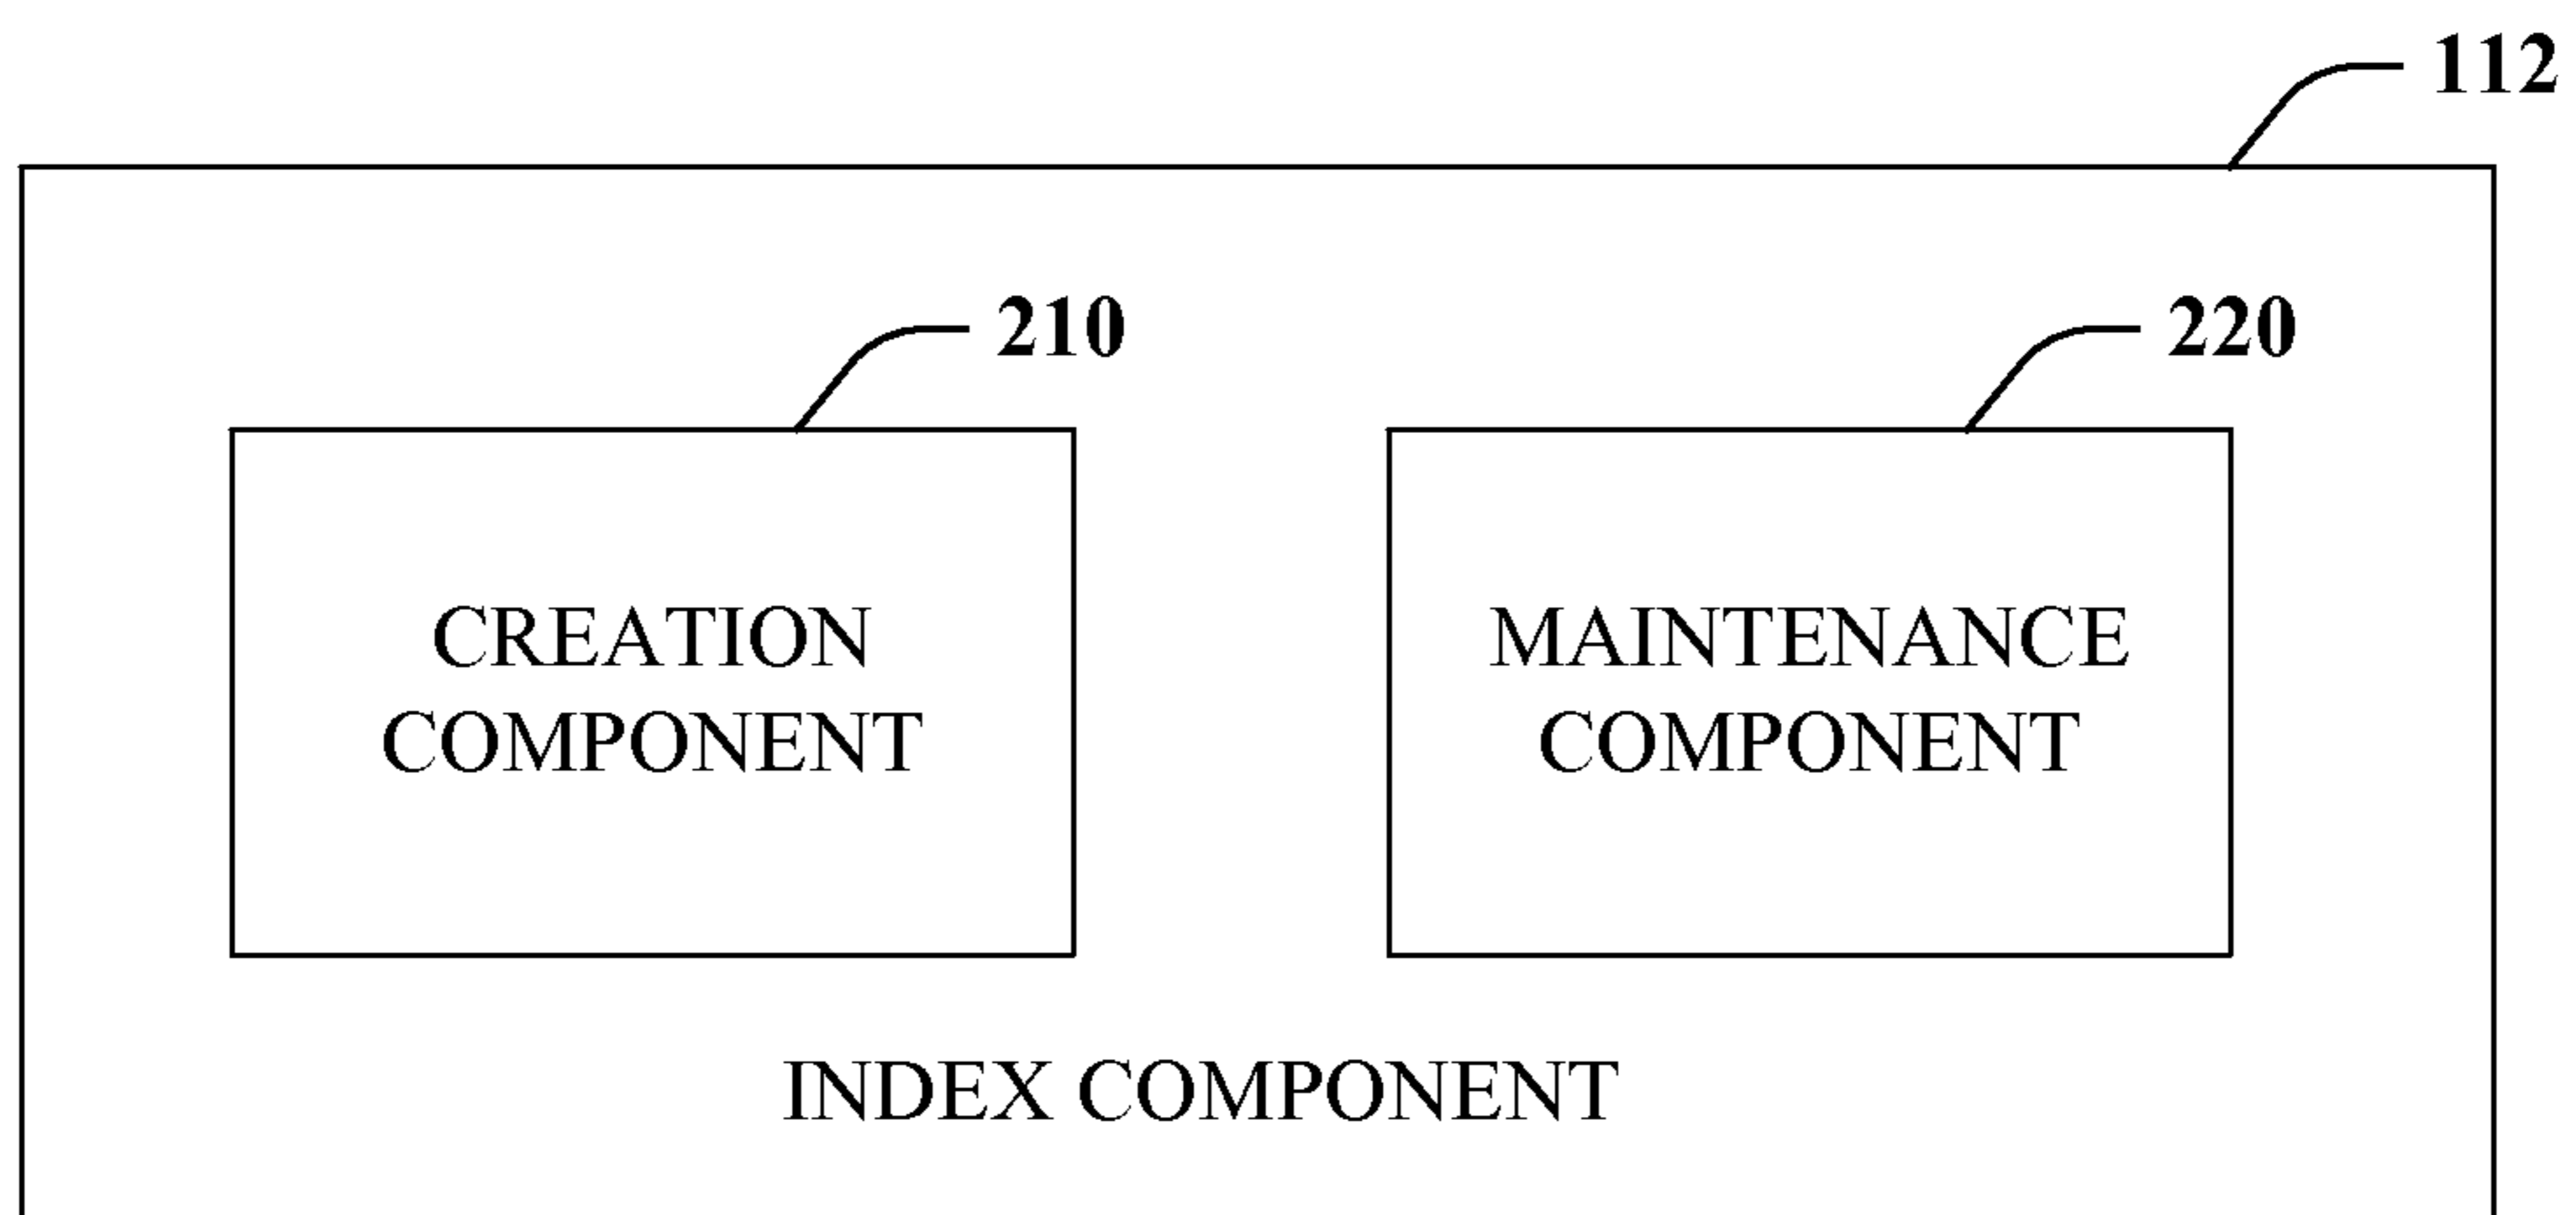 112
210
220
CREATION
COMPONENT
MAINTENANCE
COMPONENT
INDEX COMPONENT